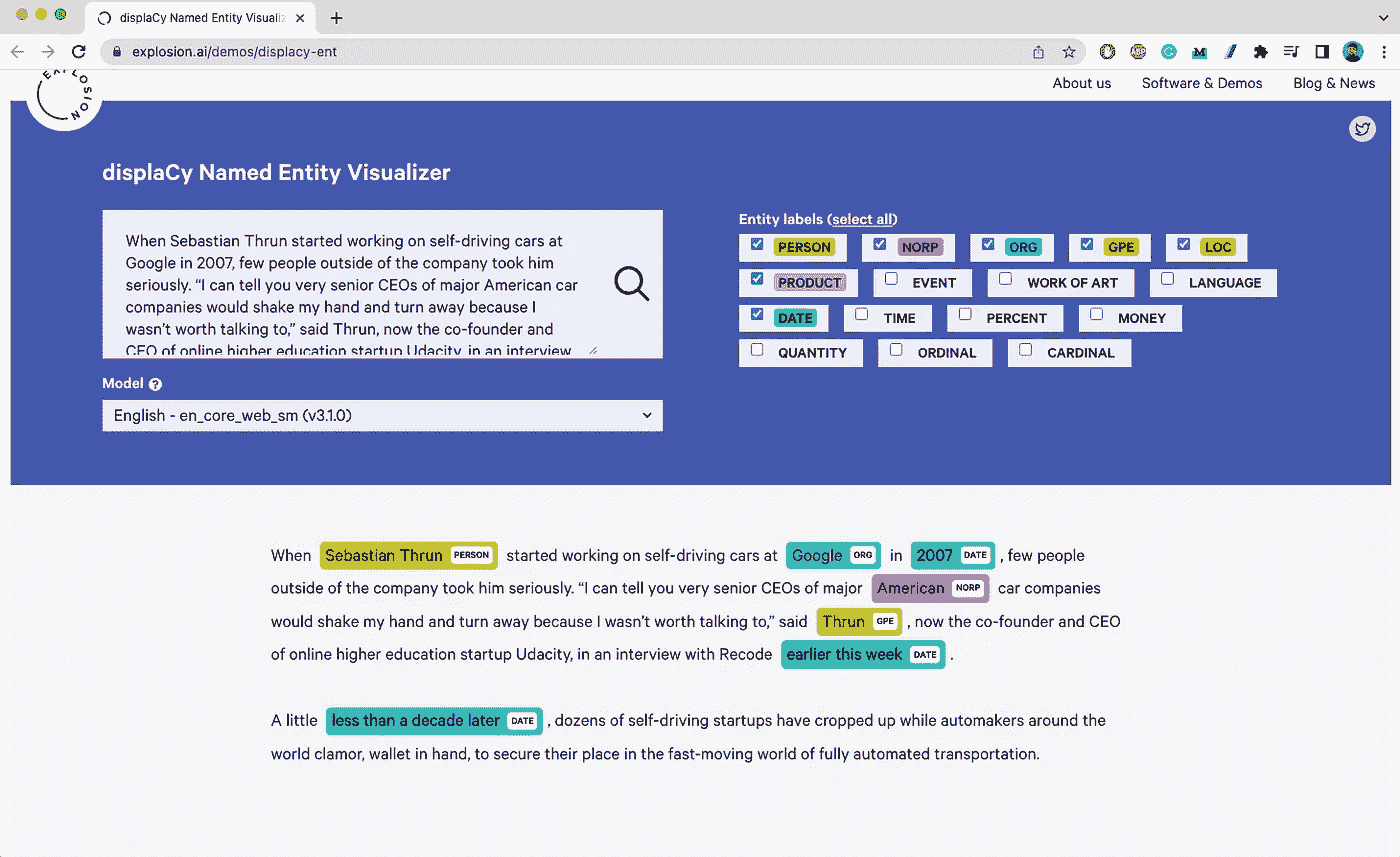 displaCy Named Entity Visualiz
explosion.ai/demos/displacy-ent
EXPLOSION
About us Software & Demos Blog & News
displaCy Named Entity Visualizer
When Sebastian Thrun started working on self-driving cars at
Google in 2007, few people outside of the company took him
seriously. “I can tell you very senior CEOs of major American car
companies would shake my hand and turn away because I
wasn’t worth talking to,” said Thrun, now the co-founder and
CEO of online higher education startup Udacity, in an interview
Model ?
English - en_core_web_sm (v3.1.0)
Entity labels (select all)
PERSON NORP ORG GPE LOC
PRODUCT EVENT WORK OF ART LANGUAGE
DATE TIME PERCENT MONEY
QUANTITY ORDINAL CARDINAL
When Sebastian Thrun PERSON started working on self-driving cars at Google ORG in 2007 DATE , few people
outside of the company took him seriously. “I can tell you very senior CEOs of major American NORP car companies
would shake my hand and turn away because I wasn’t worth talking to,” said Thrun GPE , now the co-founder and CEO
of online higher education startup Udacity, in an interview with Recode earlier this week DATE .
A little less than a decade later DATE , dozens of self-driving startups have cropped up while automakers around the
world clamor, wallet in hand, to secure their place in the fast-moving world of fully automated transportation.